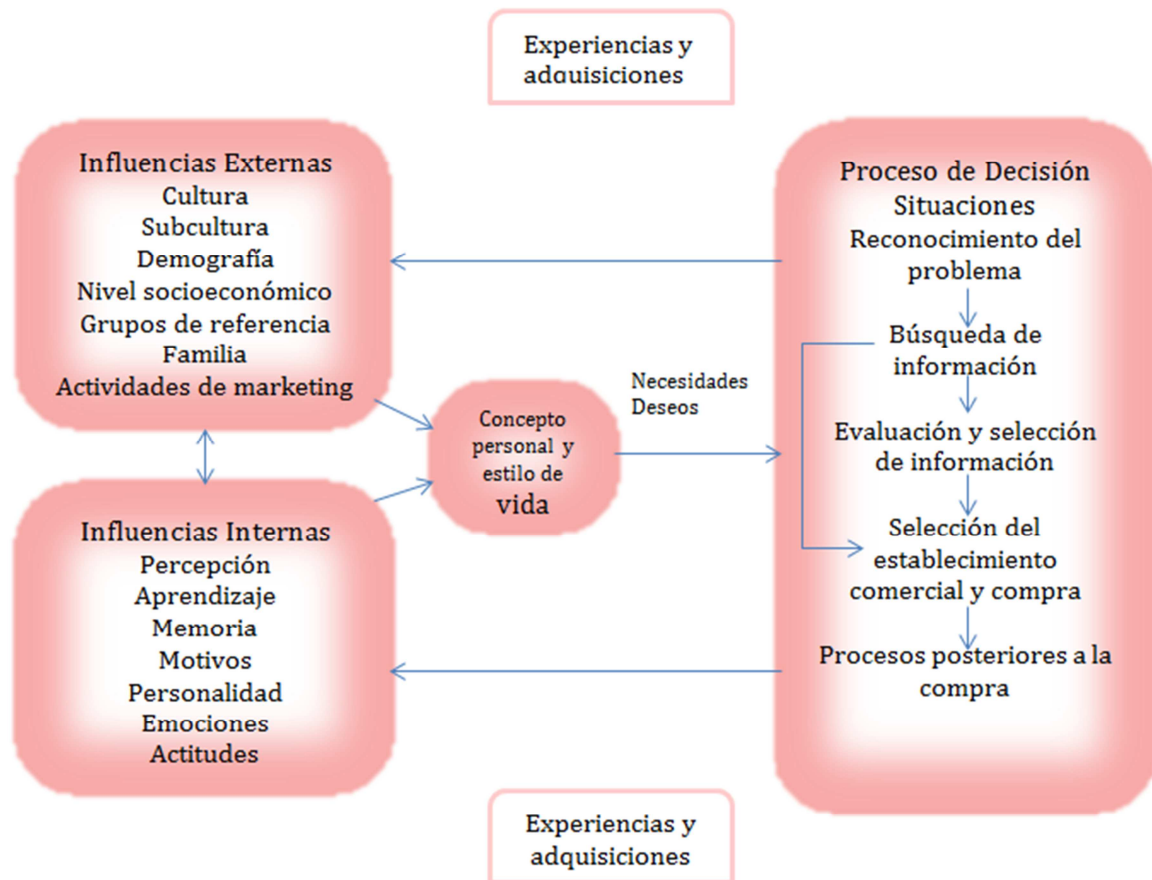 Experiencias y
adquisiciones
Influencias Externas
Cultura
Subcultura
Demografía
Nivel socioeconómico
Grupos de referencia
Familia
Actividades de marketing
Influencias Internas
Percepción
Aprendizaje
Memoria
Motivos
Personalidad
Emociones
Actitudes
Concepto
personal y
estilo de
vida
Necesidades
Deseos
Proceso de Decisión
Situaciones
Reconocimiento del
problema
Búsqueda de
información
Evaluación y selección
de información
Selección del
establecimiento
comercial y compra
Procesos posteriores a la
compra
Experiencias y
adquisiciones